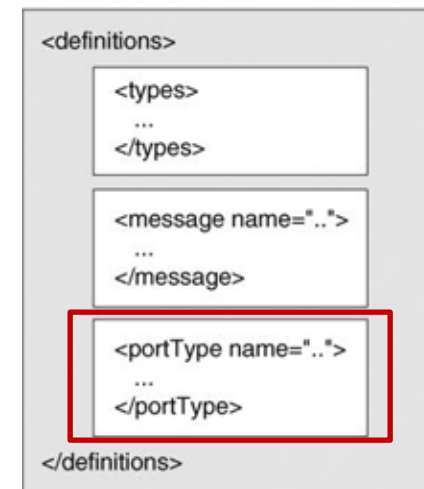 <definitions>
<types>
...
</types>
<message name="..">
...
</message>
<portType name="..">
...
</portType>
</definitions>